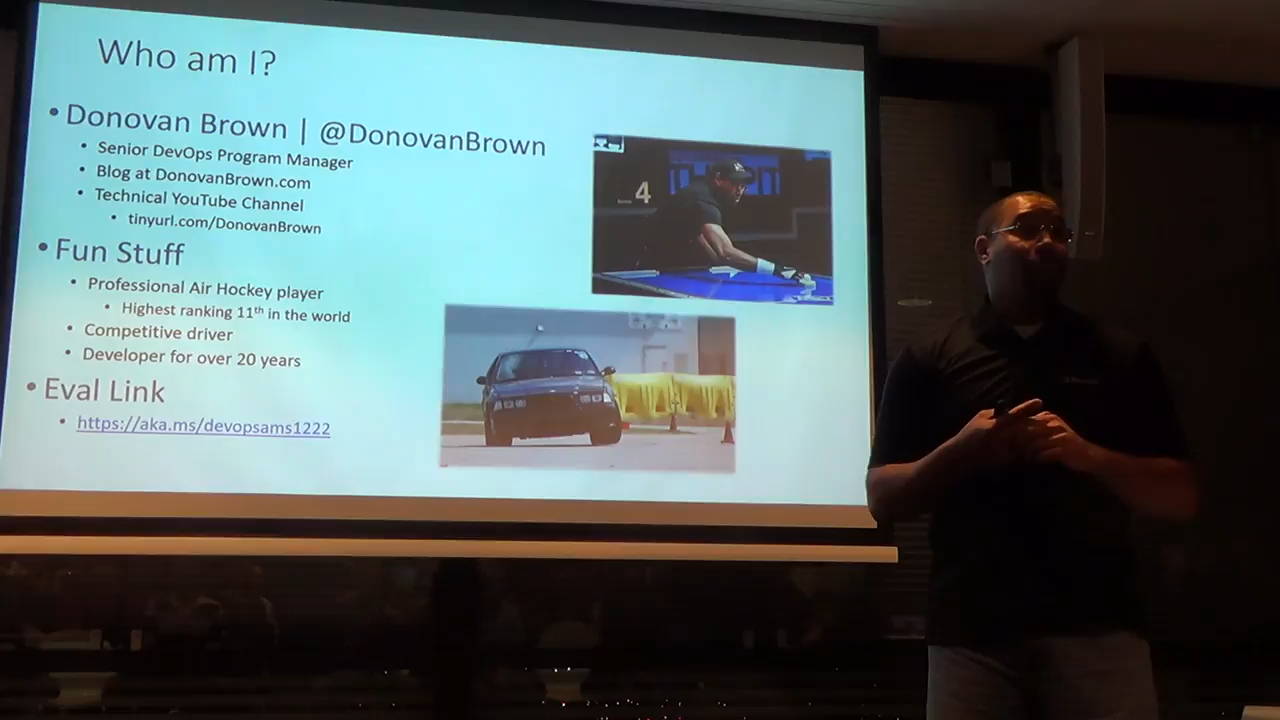 Who am I?
• Donovan Brown | @DonovanBrown
• Senior DevOps Program Manager
• Blog at DonovanBrown.com
• Technical YouTube Channel
• tinyurl.com/DonovanBrown
• Fun Stuff
• Professional Air Hockey player
• Highest ranking 11th in the world
• Competitive driver
• Developer for over 20 years
• Eval Link
• https://aka.ms/devopsams1222
4